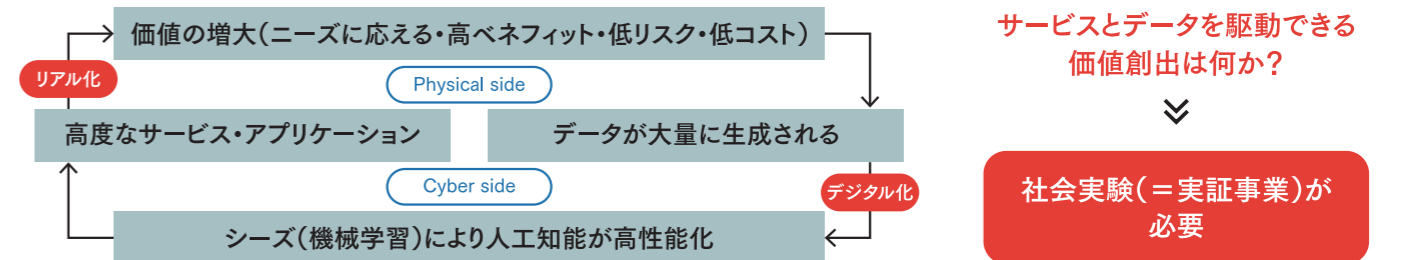 価値の増大（ニーズに応える・高ベネフィット・低リスク・低コスト）
リアル化
Physical side
高度なサービス・アプリケーション
データが大量に生成される
Cyber side
デジタル化
シーズ（機械学習）により人工知能が高性能化
サービスとデータを駆動できる
価値創出は何か？
社会実験（＝実証事業）が
必要